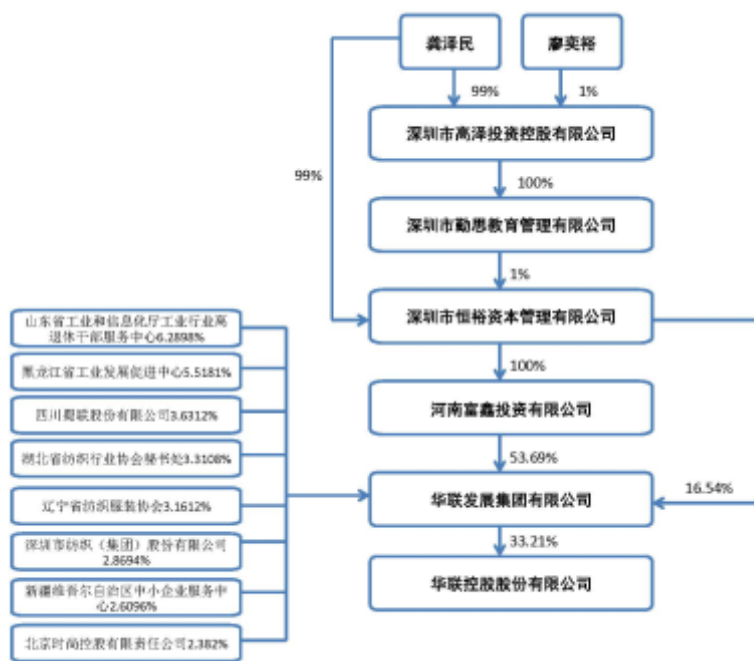 龚泽民
廖奕裕
99%
1%
深圳市高泽投资控股有限公司
99%
100%
深圳市勤思教育管理有限公司
1%
深圳市恒裕资本管理有限公司
100%
河南富鑫投资有限公司
53.69%
华联发展集团有限公司
16.54%
33.21%
华联控股股份有限公司
山东省工业和信息化厅工业行业离
退休干部服务中心6.2898%
黑龙江省工业发展促进中心5.5181%
四川蜀联股份有限公司3.6312%
湖北省纺织行业协会秘书处3.3108%
辽宁省纺织服装协会3.1612%
深圳市纺织（集团）股份有限公司
2.8694%
新疆维吾尔自治区中小企业服务中
心2.6096%
北京时尚控股有限责任公司2.382%